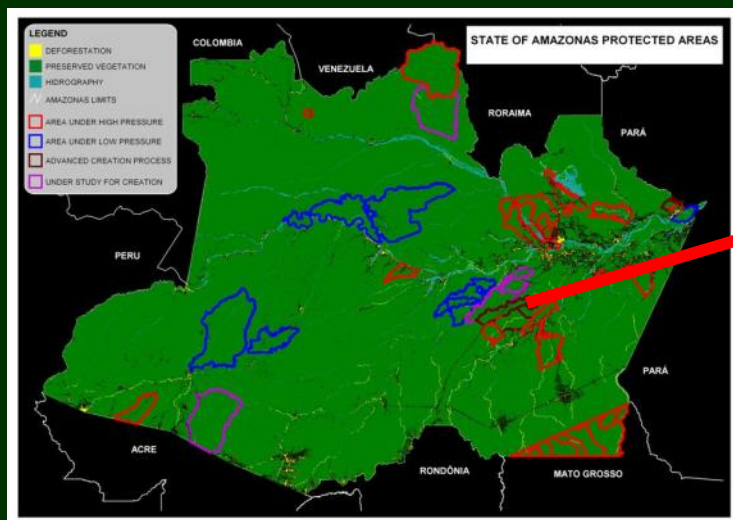 LEGEND
DEFORESTATION
PRESERVED VEGETATION
HIDROGRAPHY
AMAZONAS LIMITS
AREA UNDER HIGH PRESSURE
AREA UNDER LOW PRESSURE
ADVANCED CREATION PROCESS
UNDER STUDY FOR CREATION
STATE OF AMAZONAS PROTECTED AREAS
COLOMBIA
VENEZUELA
RORAIMA
PARÁ
PERU
PARÁ
ACRE
RONDÔNIA
MATO GROSSO